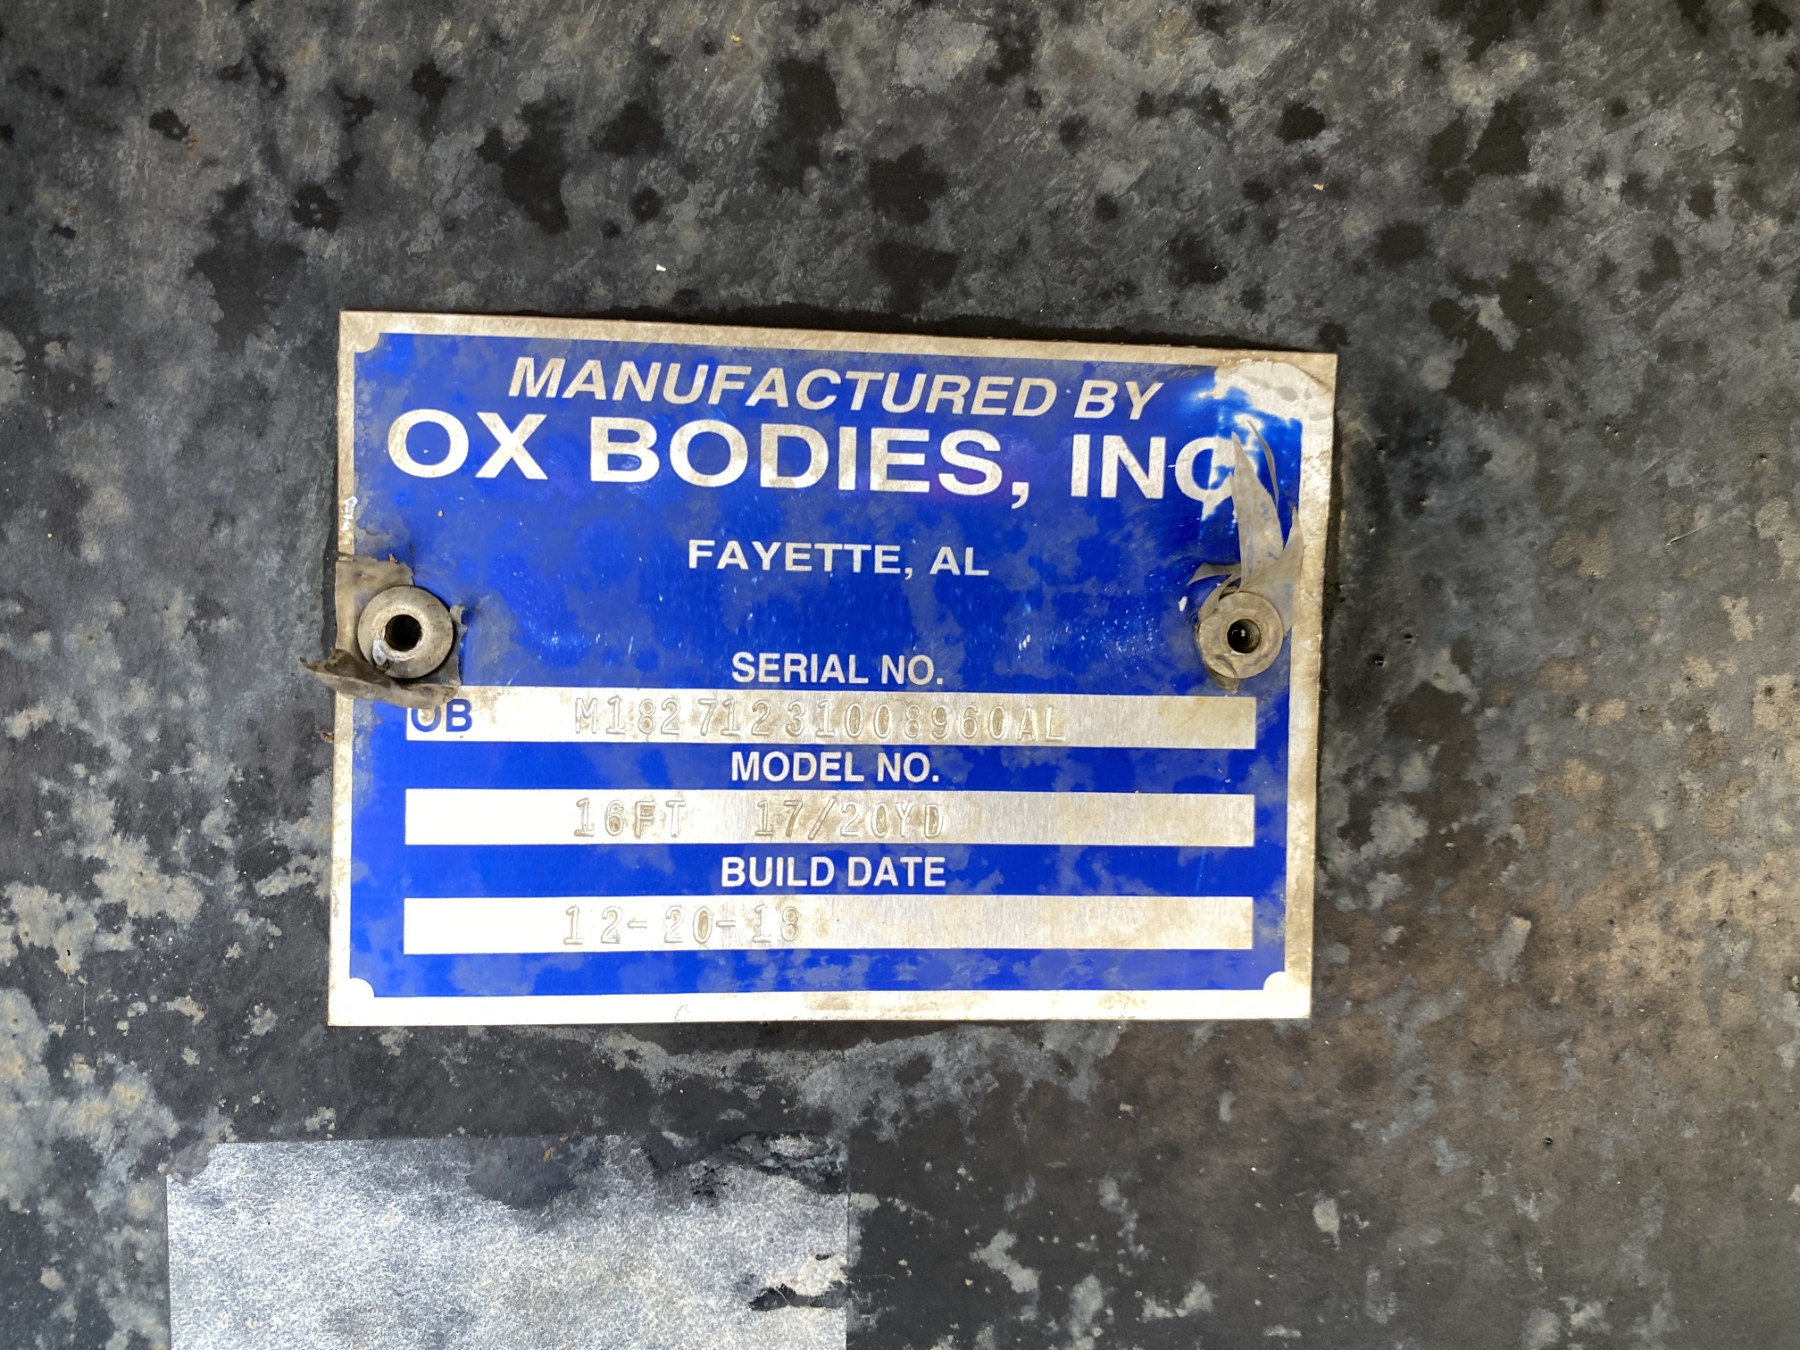 MANUFACTURED BY
OX BODIES, INC
FAYETTE, AL
SERIAL NO.
OB M18271231008960AL
MODEL NO.
16FT 17/20YD
BUILD DATE
12-20-18